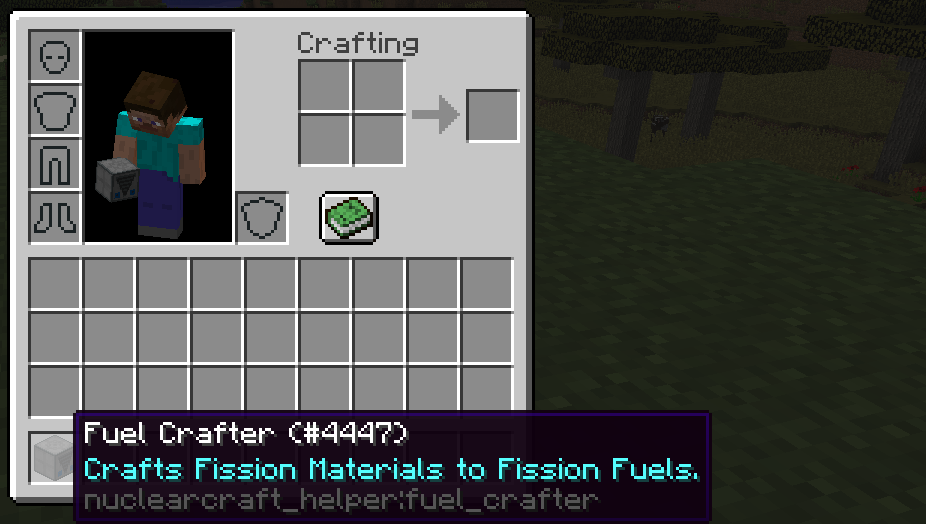 Crafting
Fuel Crafter (#4447)
Crafts Fission Materials to Fission Fuels.
nuclearcraft_helper:fuel_crafter